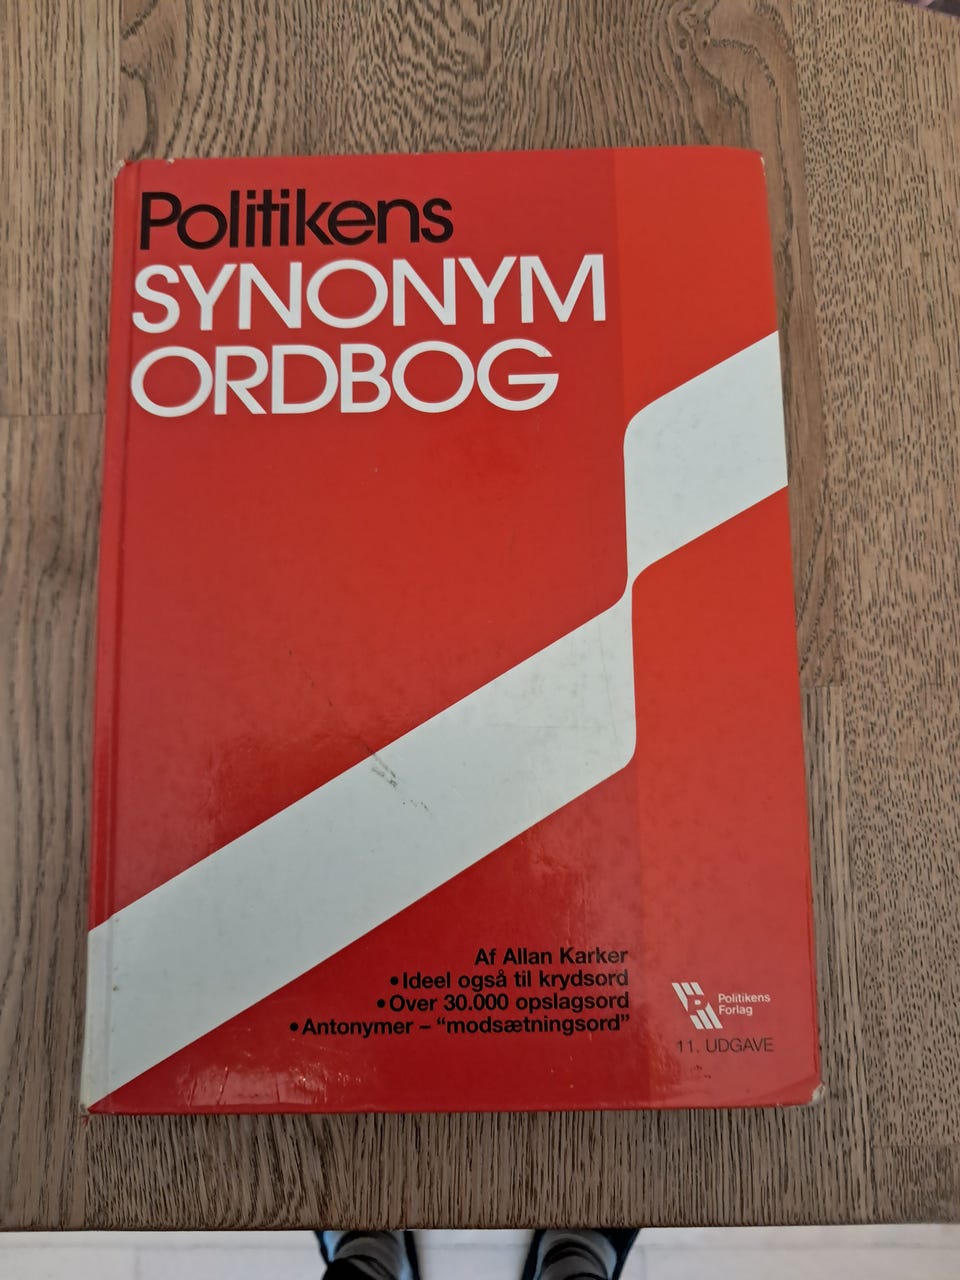 Politikens
SYNONYM
ORDBOG
Af Allan Karker
• Ideel også til krydsord
• Over 30.000 opslagsord
• Antonymer – “modsætningsord”
Politikens
Forlag
11. UDGAVE